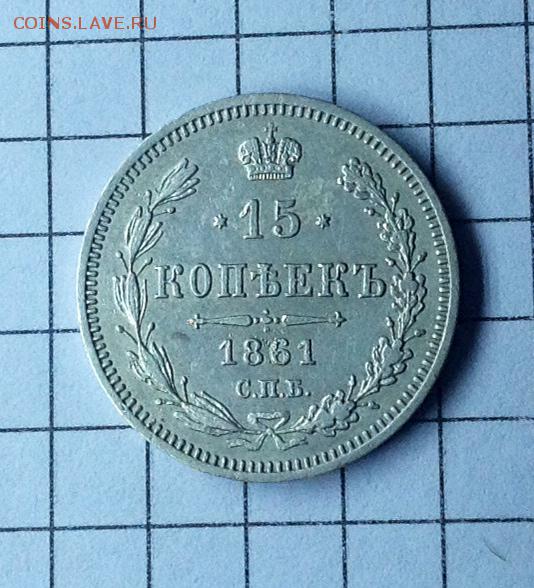 COINS.LAVE.RU
* 15 *
КОПѢЕКЪ
1861
С.П.Б.